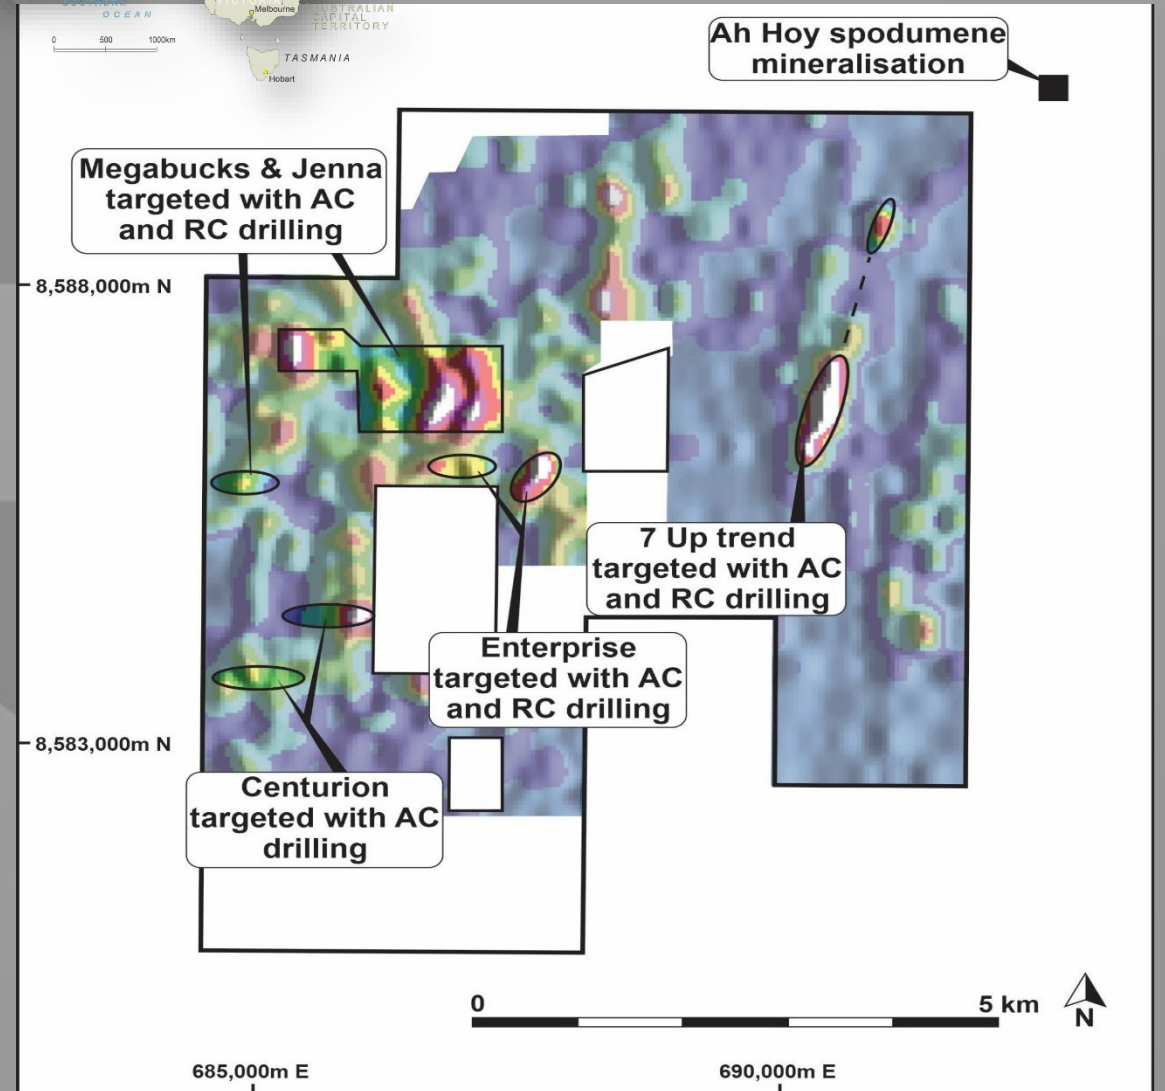 Melbourne
OCEAN
AUSTRALIAN
CAPITAL
TERRITORY
0 500 1000km
TASMANIA
Hobart
Ah Hoy spodumene
mineralisation
Megabucks & Jenna
targeted with AC
and RC drilling
8,588,000m N
7 Up trend
targeted with AC
and RC drilling
Enterprise
targeted with AC
and RC drilling
8,583,000m N
Centurion
targeted with AC
drilling
0 5 km
N
685,000m E 690,000m E